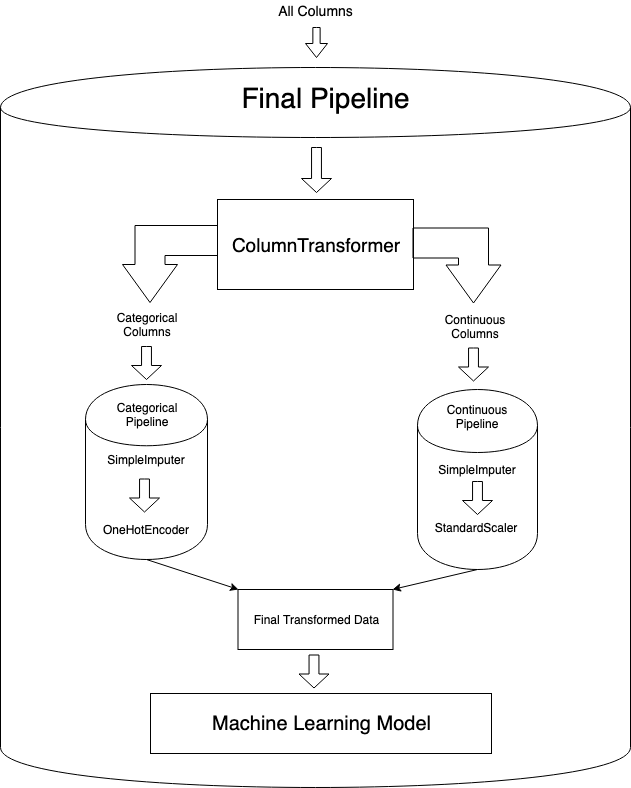 All Columns
Final Pipeline
ColumnTransformer
Categorical
Columns
Continuous
Columns
Categorical
Pipeline
SimpleImputer
OneHotEncoder
Continuous
Pipeline
SimpleImputer
StandardScaler
Final Transformed Data
Machine Learning Model